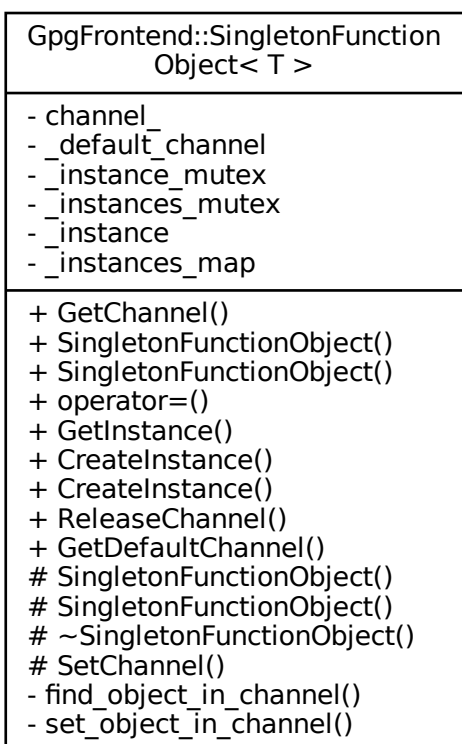 GpgFrontend::SingletonFunction
Object< T >
- channel_
- _default_channel
- _instance_mutex
- _instances_mutex
- _instance
- _instances_map
+ GetChannel()
+ SingletonFunctionObject()
+ SingletonFunctionObject()
+ operator=()
+ GetInstance()
+ CreateInstance()
+ CreateInstance()
+ ReleaseChannel()
+ GetDefaultChannel()
# SingletonFunctionObject()
# SingletonFunctionObject()
# ~SingletonFunctionObject()
# SetChannel()
- find_object_in_channel()
- set_object_in_channel()